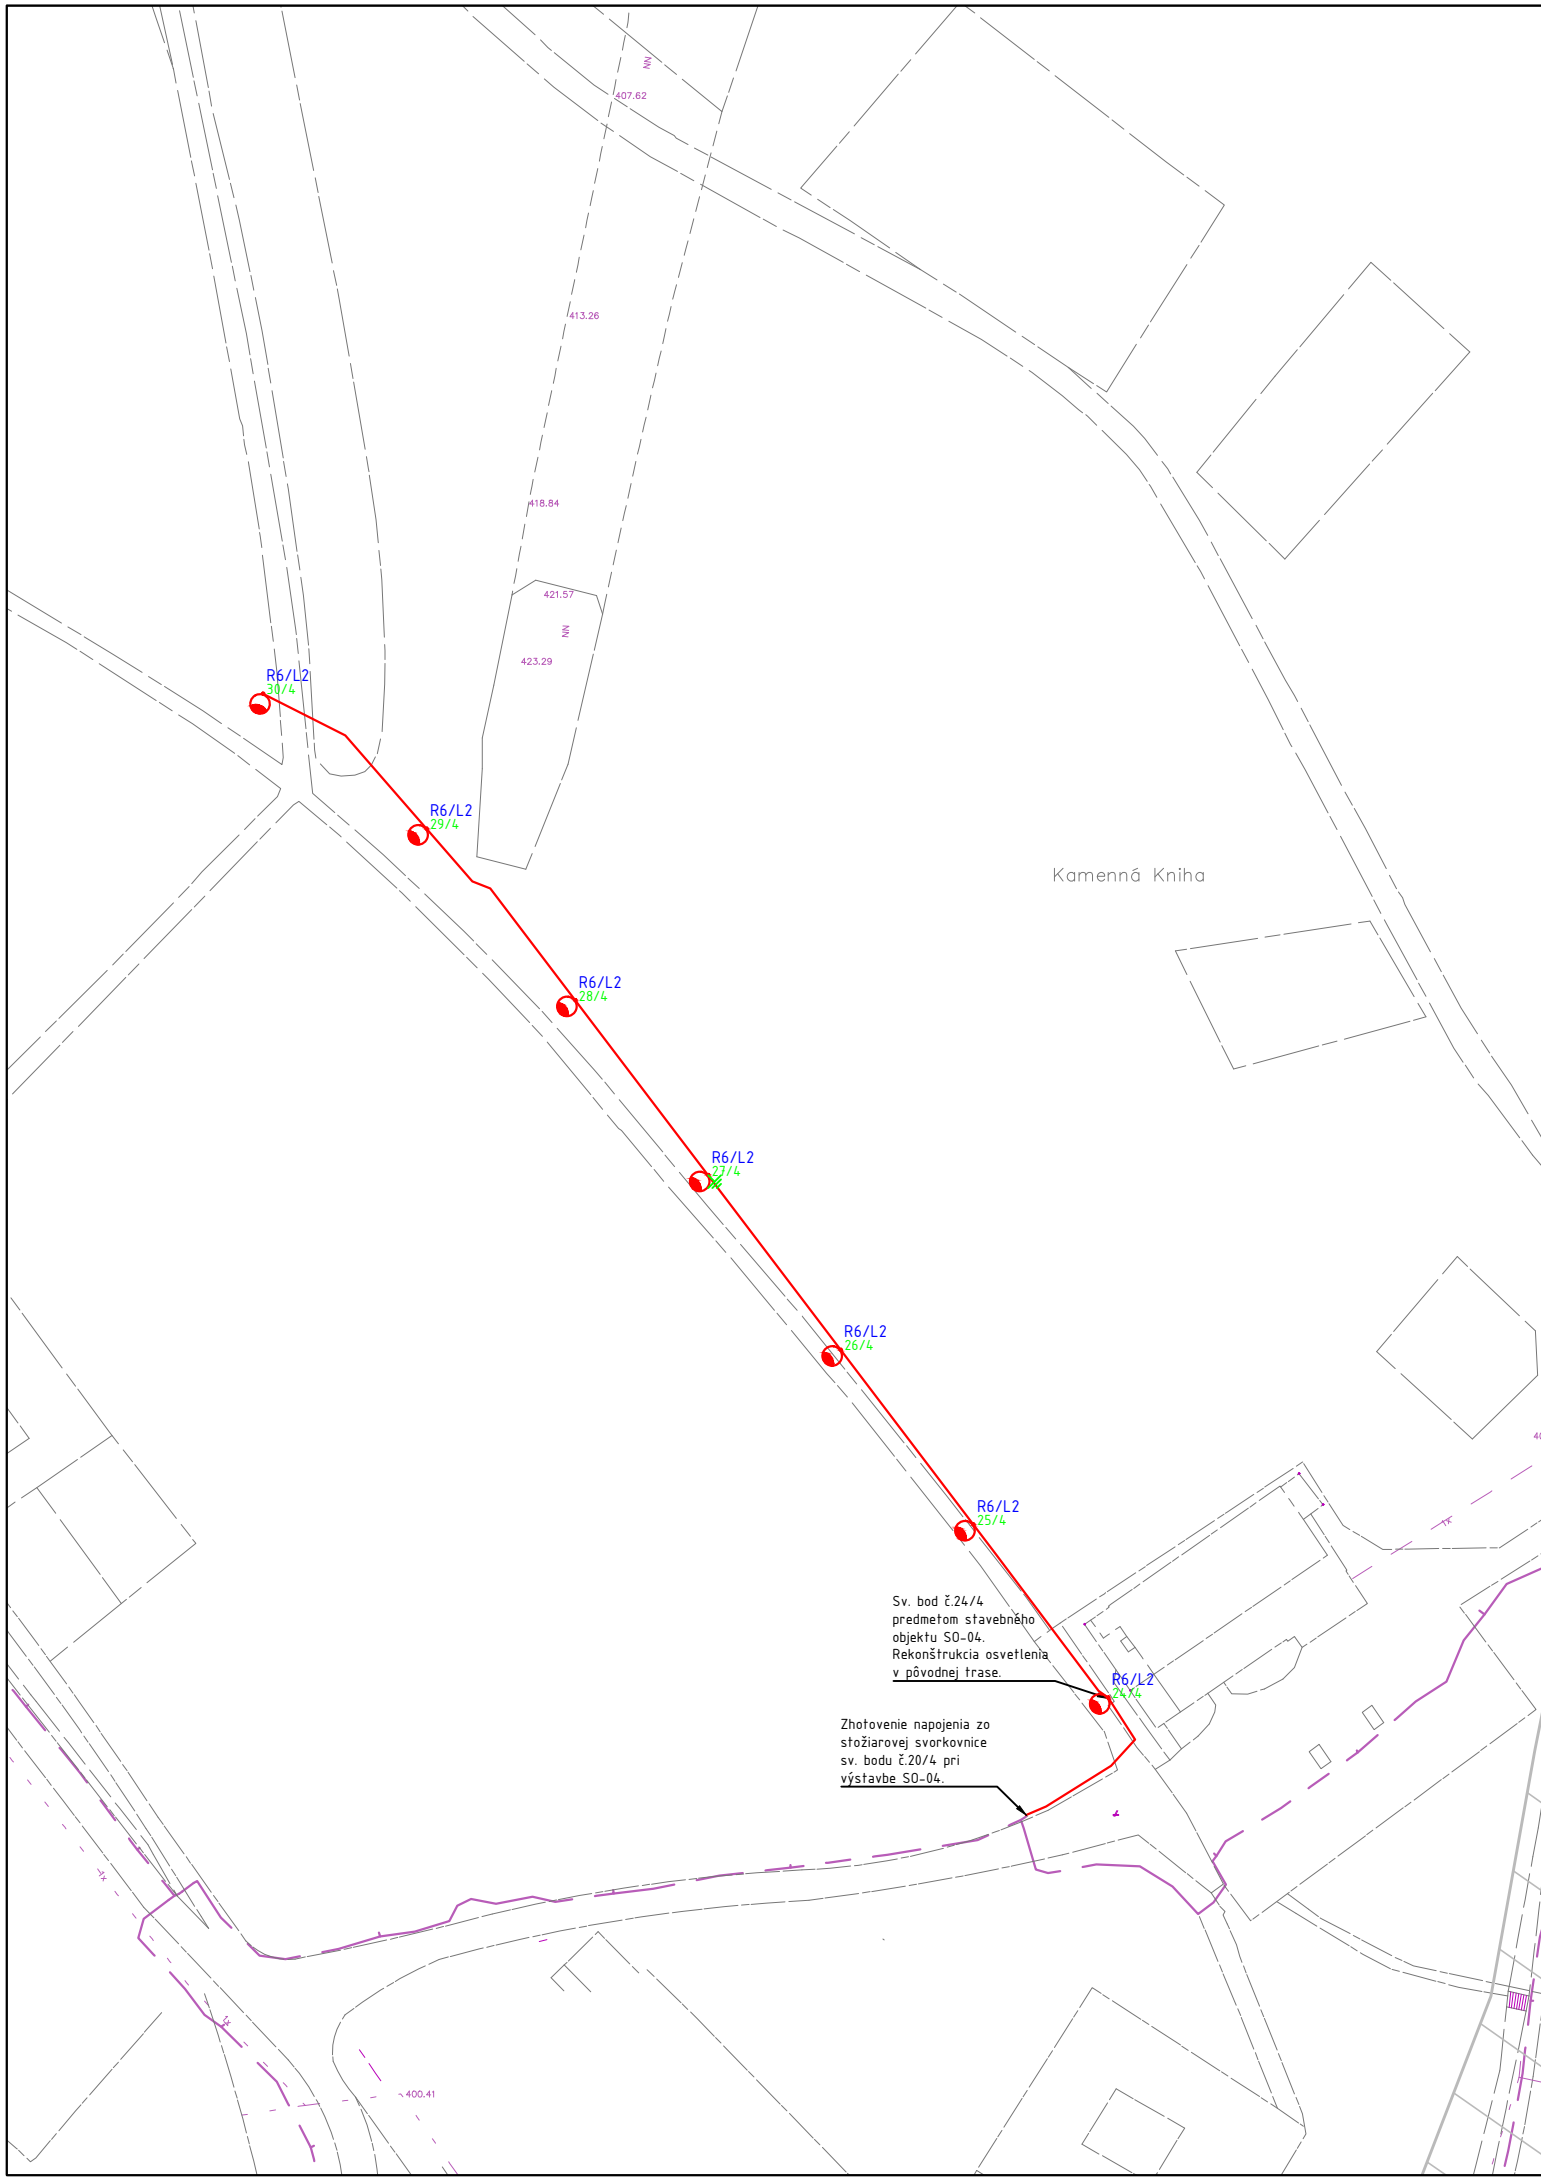 NN
407.62
413.26
418.84
421.57
NN
423.29
R6/L2
30/4
R6/L2
29/4
Kamenná Kniha
R6/L2
28/4
R6/L2
27/4
R6/L2
26/4
R6/L2
25/4
Sv. bod č.24/4
predmetom stavebného
objektu SO-04.
Rekonštrukcia osvetlenia
v pôvodnej trase.
R6/L2
24/4
Zhotovenie napojenia zo
stožiarovej svorkovnice
sv. bodu č.20/4 pri
výstavbe SO-04.
400.41